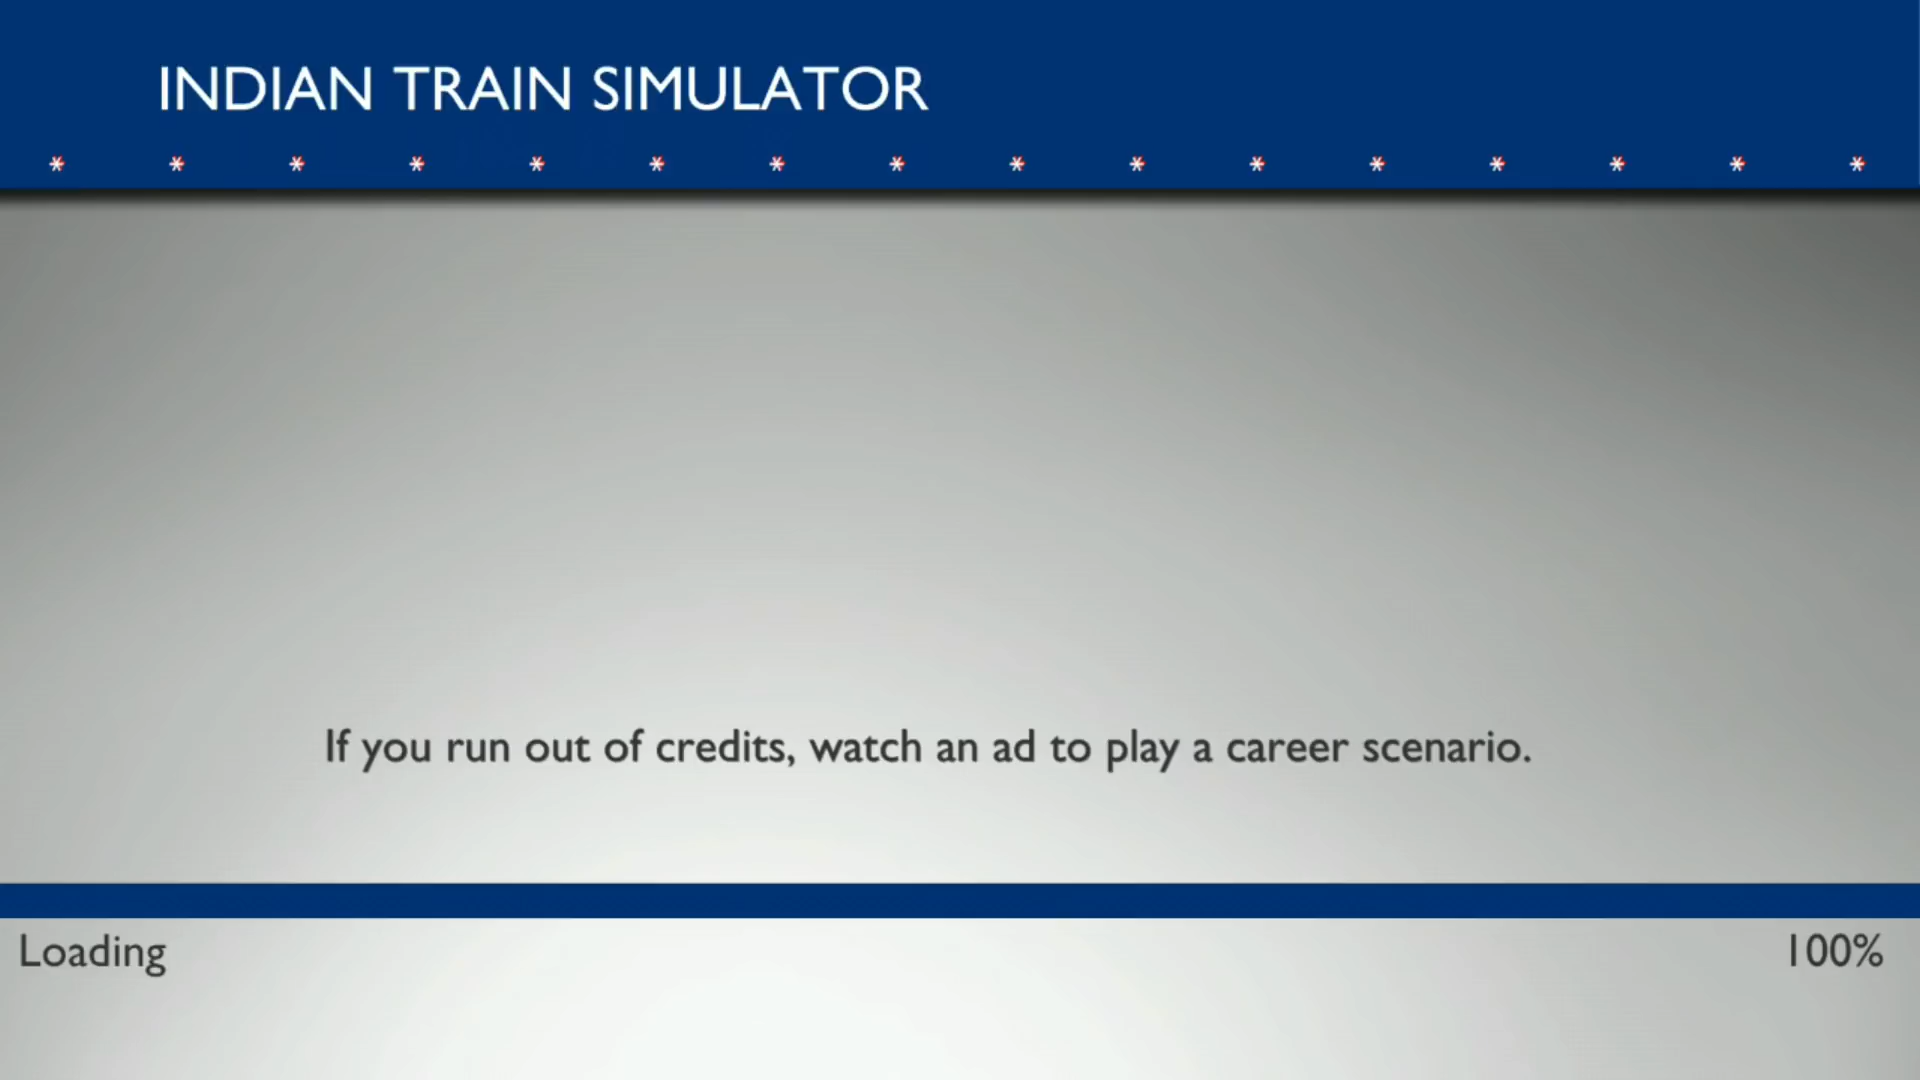 INDIAN TRAIN SIMULATOR
* * * * * * * * * * * * * * * *
If you run out of credits, watch an ad to play a career scenario.
Loading 100%